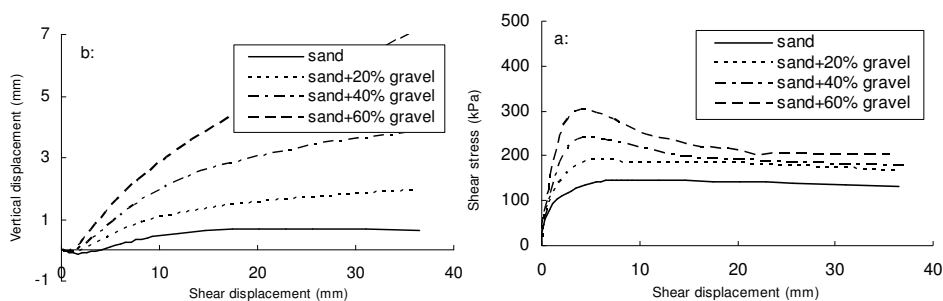 b:
7
5
3
1
-1
0
10
20
30
40
Vertical displacement (mm)
Shear displacement (mm)
sand
sand+20% gravel
sand+40% gravel
sand+60% gravel
a:
500
400
300
200
100
0
0
10
20
30
40
Shear stress (kPa)
Shear displacement (mm)
sand
sand+20% gravel
sand+40% gravel
sand+60% gravel